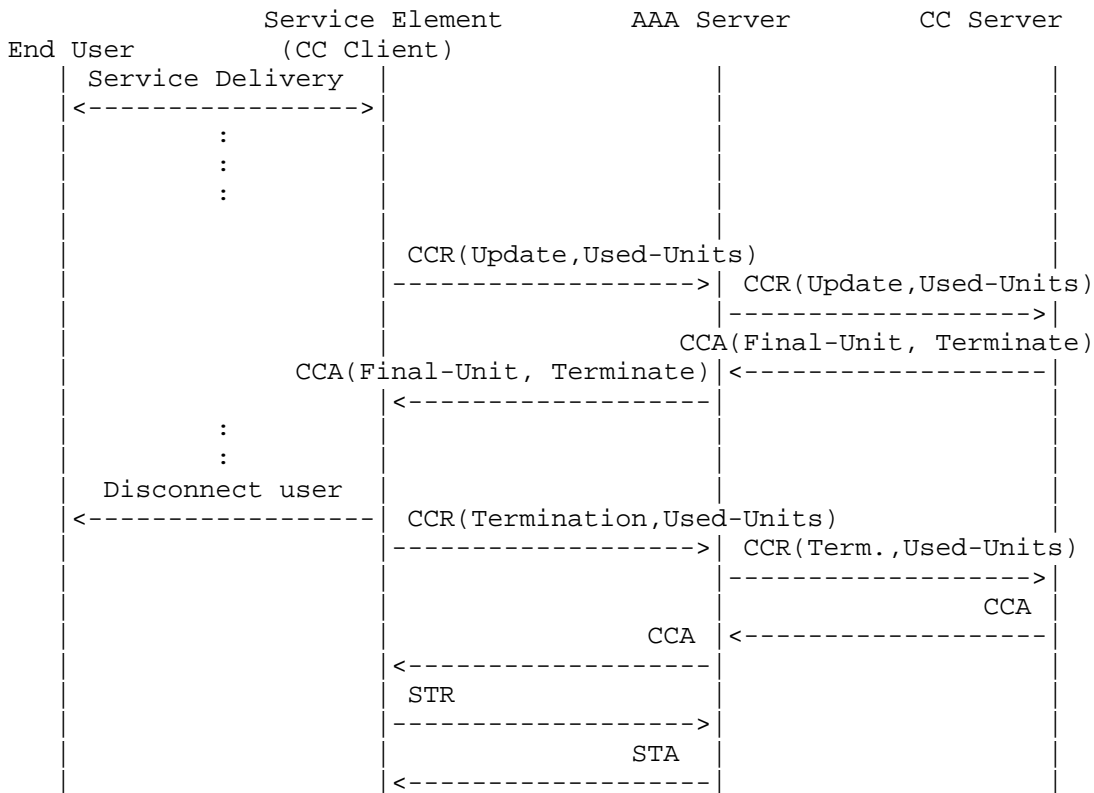 Service Element AAA Server CC Server
End User (CC Client)
Service Delivery
CCR(Update,Used-Units)
CCR(Update,Used-Units)
CCA(Final-Unit, Terminate)
CCA(Final-Unit, Terminate)
Disconnect user
CCR(Termination,Used-Units)
CCR(Term.,Used-Units)
CCA
CCA
STR
STA